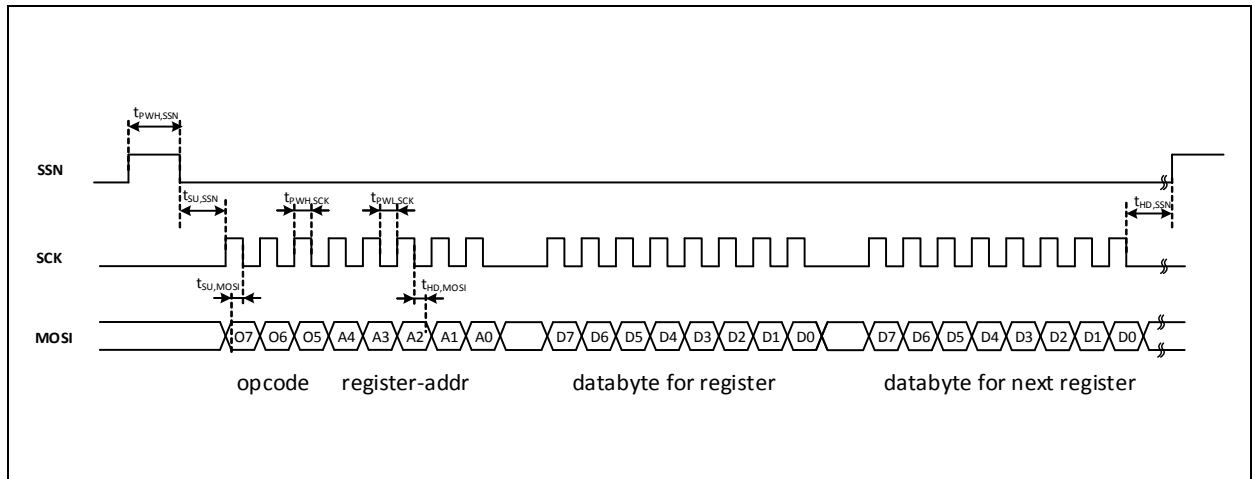 tPWH,SSN
SSN
tSU,SSN
tPWH,SCK
tPWL,SCK
tHD,SSN
SCK
tSU,MOSI
tHD,MOSI
MOSI
O7 O6 O5 A4 A3 A2 A1 A0 D7 D6 D5 D4 D3 D2 D1 D0 D7 D6 D5 D4 D3 D2 D1 D0
opcode register-addr databyte for register databyte for next register